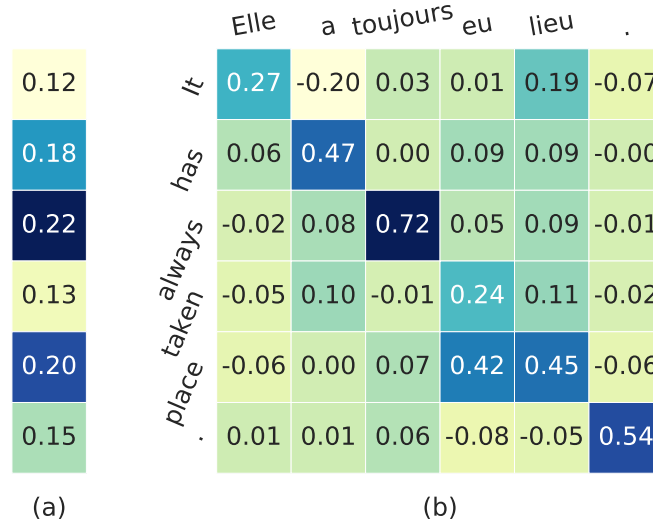 Elle a toujours eu lieu .
0.12 It 0.27 -0.20 0.03 0.01 0.19 -0.07
0.18 has 0.06 0.47 0.00 0.09 0.09 -0.00
0.22 always -0.02 0.08 0.72 0.05 0.09 -0.01
0.13 taken -0.05 0.10 -0.01 0.24 0.11 -0.02
0.20 place -0.06 0.00 0.07 0.42 0.45 -0.06
0.15 . 0.01 0.01 0.06 -0.08 -0.05 0.54
(a) (b)